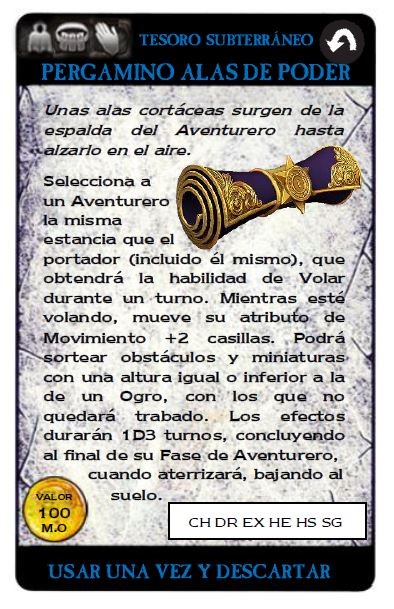 TESORO SUBTERRÁNEO
PERGAMINO ALAS DE PODER
Unas alas cortáceas surgen de la
espalda del Aventurero hasta
alzarlo en el aire.
Selecciona a
un Aventurero
la misma
estancia que el
portador (incluido él mismo), que
obtendrá la habilidad de Volar
durante un turno. Mientras esté
volando, mueve su atributo de
Movimiento +2 casillas. Podrá
sortear obstáculos y miniaturas
con una altura igual o inferior a la
de un Ogro, con los que no
quedará trabado. Los efectos
durarán 1D3 turnos, concluyendo
al final de su Fase de Aventurero,
cuando aterrizará, bajando al
suelo.
VALOR
100
M.O
CH DR EX HE HS SG
USAR UNA VEZ Y DESCARTAR